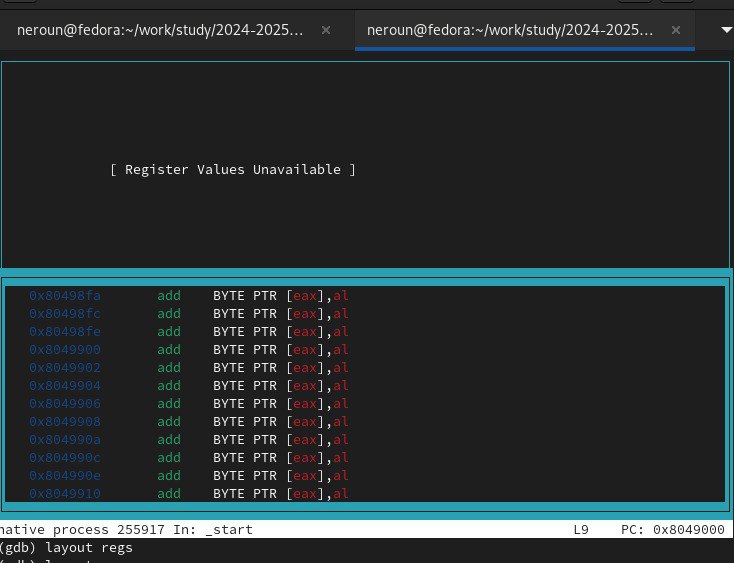 neroun@fedora:~/work/study/2024-2025... × neroun@fedora:~/work/study/2024-2025... ×
[ Register Values Unavailable ]
0x80498fa add BYTE PTR [eax],al
0x80498fc add BYTE PTR [eax],al
0x80498fe add BYTE PTR [eax],al
0x8049900 add BYTE PTR [eax],al
0x8049902 add BYTE PTR [eax],al
0x8049904 add BYTE PTR [eax],al
0x8049906 add BYTE PTR [eax],al
0x8049908 add BYTE PTR [eax],al
0x804990a add BYTE PTR [eax],al
0x804990c add BYTE PTR [eax],al
0x804990e add BYTE PTR [eax],al
0x8049910 add BYTE PTR [eax],al
native process 255917 In: _start L9 PC: 0x8049000
(gdb) layout regs